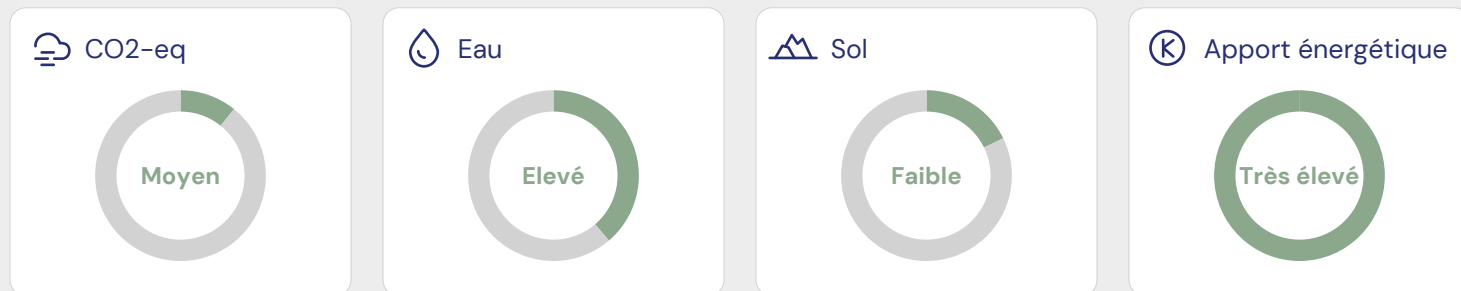 CO2-eq
Moyen
Eau
Elevé
Sol
Faible
Apport énergétique
Très élevé